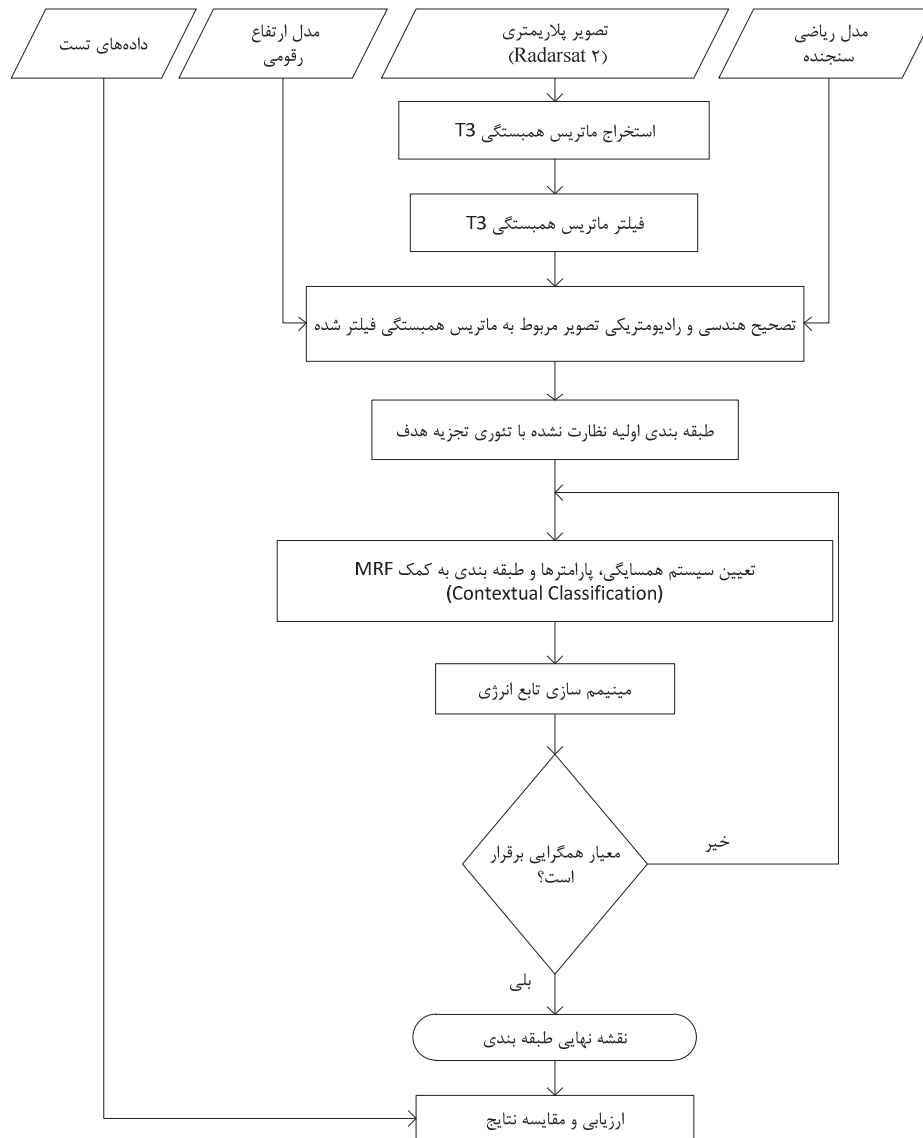 مدل ریاضی
سنجنده
تصویر پلاریمتری
(Radarsat ۲)
مدل ارتفاع
رقومی
داده‌های تست
استخراج ماتریس همبستگی T3
فیلتر ماتریس همبستگی T3
تصحیح هندسی و رادیومتریکی تصویر مربوط به ماتریس همبستگی فیلتر شده
طبقه بندی اولیه نظارت نشده با تئوری تجزیه هدف
تعیین سیستم همسایگی، پارامترها و طبقه بندی به کمک MRF
(Contextual Classification)
مینیمم سازی تابع انرژی
معیار همگرایی برقرار
است؟
خیر
بلی
نقشه نهایی طبقه بندی
ارزیابی و مقایسه نتایج